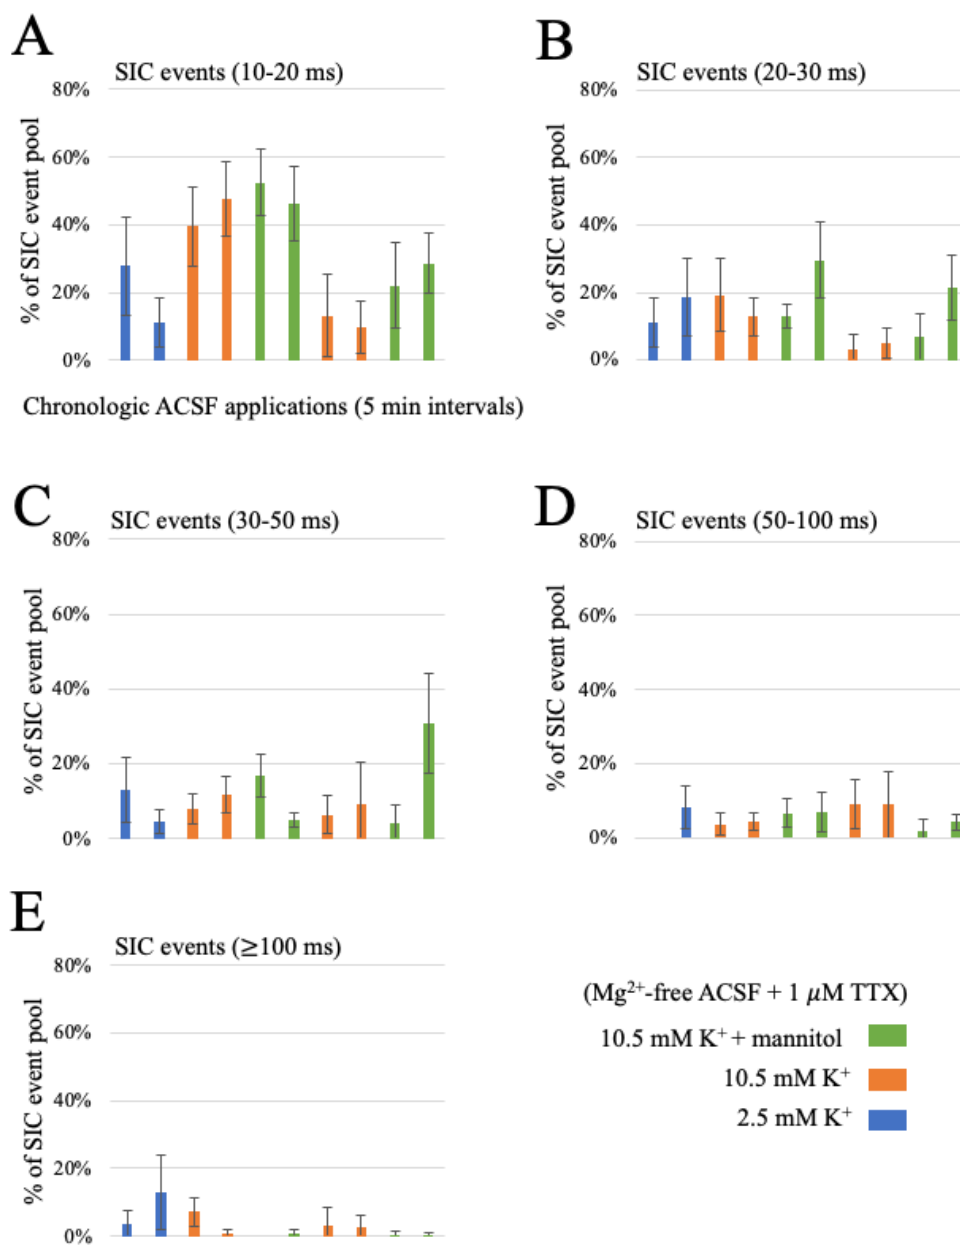 A
SIC events (10-20 ms)
80%
60%
40%
20%
0%
% of SIC event pool
B
SIC events (20-30 ms)
80%
60%
40%
20%
0%
% of SIC event pool
Chronologic ACSF applications (5 min intervals)
C
SIC events (30-50 ms)
80%
60%
40%
20%
0%
% of SIC event pool
D
SIC events (50-100 ms)
80%
60%
40%
20%
0%
% of SIC event pool
E
SIC events (≥100 ms)
80%
60%
40%
20%
0%
% of SIC event pool
(Mg²⁺-free ACSF + 1 μM TTX)
10.5 mM K⁺ + mannitol
10.5 mM K⁺
2.5 mM K⁺